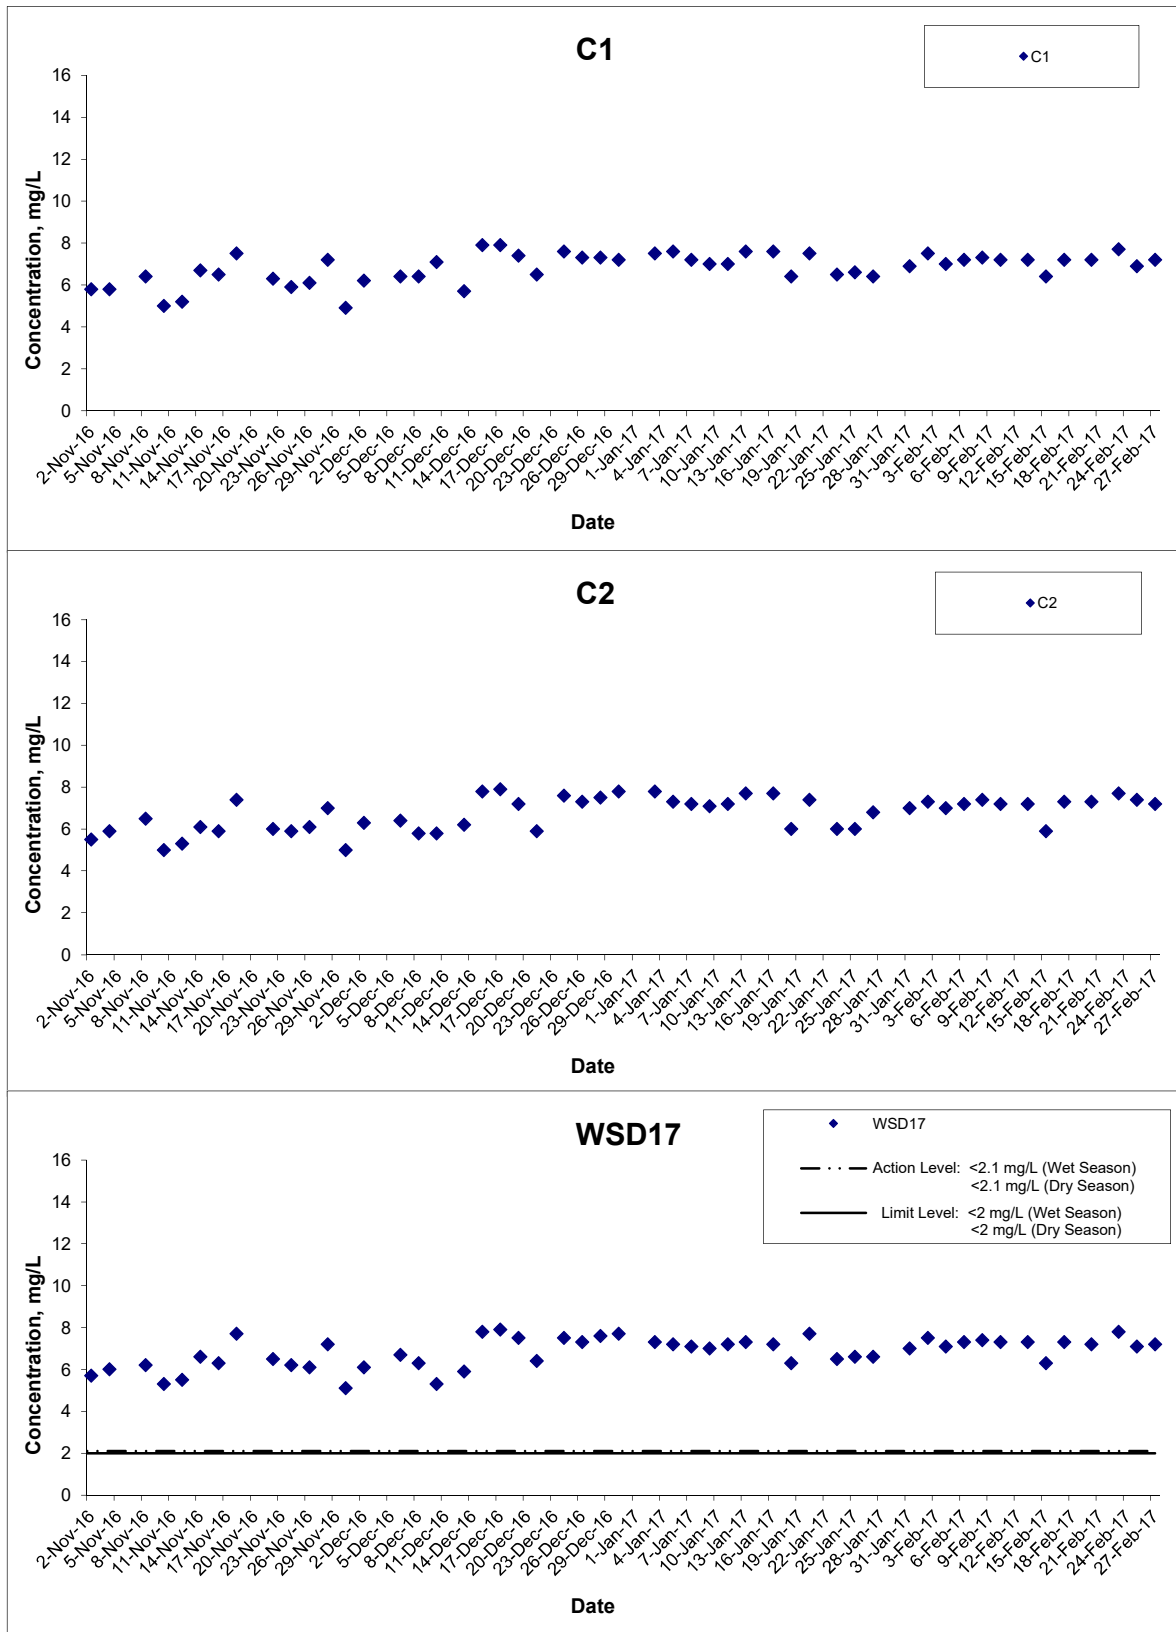 C1
C1
16
14
12
10
8
6
4
2
0
Concentration, mg/L
2-Nov-16 5-Nov-16 8-Nov-16 11-Nov-16 14-Nov-16 17-Nov-16 20-Nov-16 23-Nov-16 26-Nov-16 29-Nov-16 2-Dec-16 5-Dec-16 8-Dec-16 11-Dec-16 14-Dec-16 17-Dec-16 20-Dec-16 23-Dec-16 26-Dec-16 29-Dec-16 1-Jan-17 4-Jan-17 7-Jan-17 10-Jan-17 13-Jan-17 16-Jan-17 19-Jan-17 22-Jan-17 25-Jan-17 28-Jan-17 31-Jan-17 3-Feb-17 6-Feb-17 9-Feb-17 12-Feb-17 15-Feb-17 18-Feb-17 21-Feb-17 24-Feb-17 27-Feb-17
Date
C2
C2
16
14
12
10
8
6
4
2
0
Concentration, mg/L
2-Nov-16 5-Nov-16 8-Nov-16 11-Nov-16 14-Nov-16 17-Nov-16 20-Nov-16 23-Nov-16 26-Nov-16 29-Nov-16 2-Dec-16 5-Dec-16 8-Dec-16 11-Dec-16 14-Dec-16 17-Dec-16 20-Dec-16 23-Dec-16 26-Dec-16 29-Dec-16 1-Jan-17 4-Jan-17 7-Jan-17 10-Jan-17 13-Jan-17 16-Jan-17 19-Jan-17 22-Jan-17 25-Jan-17 28-Jan-17 31-Jan-17 3-Feb-17 6-Feb-17 9-Feb-17 12-Feb-17 15-Feb-17 18-Feb-17 21-Feb-17 24-Feb-17 27-Feb-17
Date
WSD17
WSD17
Action Level: <2.1 mg/L (Wet Season)
<2.1 mg/L (Dry Season)
Limit Level: <2 mg/L (Wet Season)
<2 mg/L (Dry Season)
16
14
12
10
8
6
4
2
0
Concentration, mg/L
2-Nov-16 5-Nov-16 8-Nov-16 11-Nov-16 14-Nov-16 17-Nov-16 20-Nov-16 23-Nov-16 26-Nov-16 29-Nov-16 2-Dec-16 5-Dec-16 8-Dec-16 11-Dec-16 14-Dec-16 17-Dec-16 20-Dec-16 23-Dec-16 26-Dec-16 29-Dec-16 1-Jan-17 4-Jan-17 7-Jan-17 10-Jan-17 13-Jan-17 16-Jan-17 19-Jan-17 22-Jan-17 25-Jan-17 28-Jan-17 31-Jan-17 3-Feb-17 6-Feb-17 9-Feb-17 12-Feb-17 15-Feb-17 18-Feb-17 21-Feb-17 24-Feb-17 27-Feb-17
Date